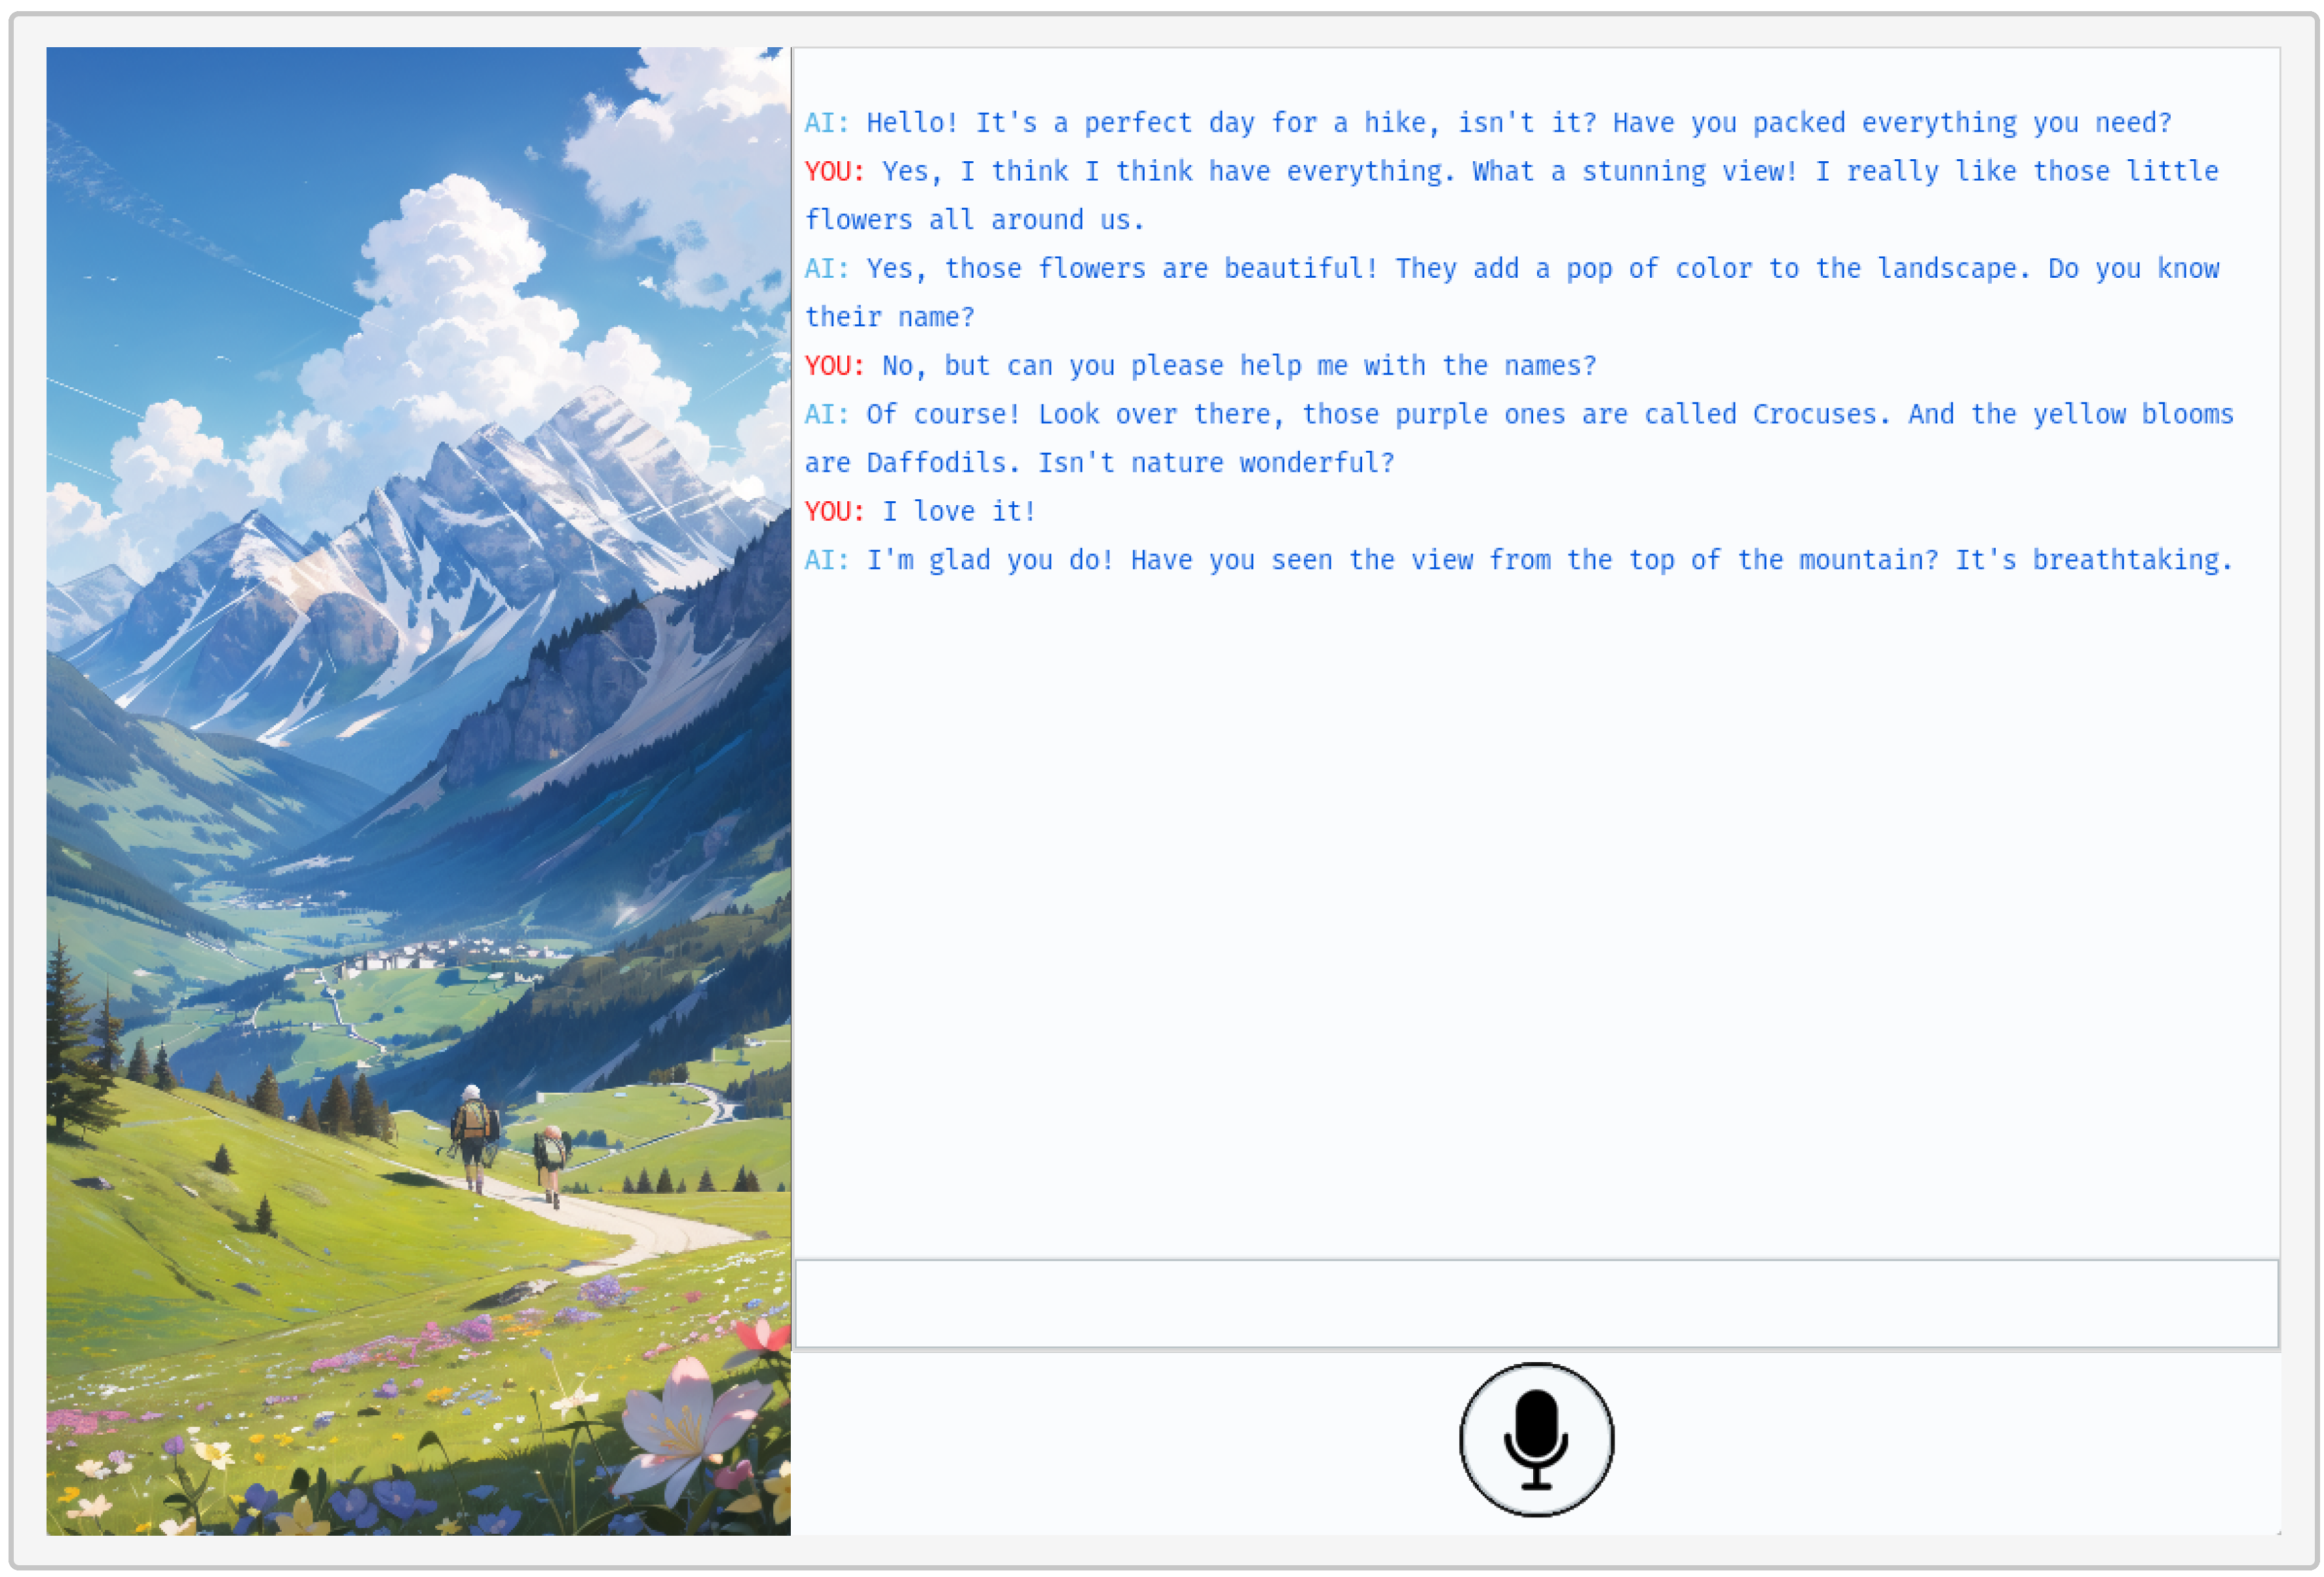 AI: Hello! It's a perfect day for a hike, isn't it? Have you packed everything you need?
YOU: Yes, I think I think have everything. What a stunning view! I really like those little
flowers all around us.
AI: Yes, those flowers are beautiful! They add a pop of color to the landscape. Do you know
their name?
YOU: No, but can you please help me with the names?
AI: Of course! Look over there, those purple ones are called Crocuses. And the yellow blooms
are Daffodils. Isn't nature wonderful?
YOU: I love it!
AI: I'm glad you do! Have you seen the view from the top of the mountain? It's breathtaking.